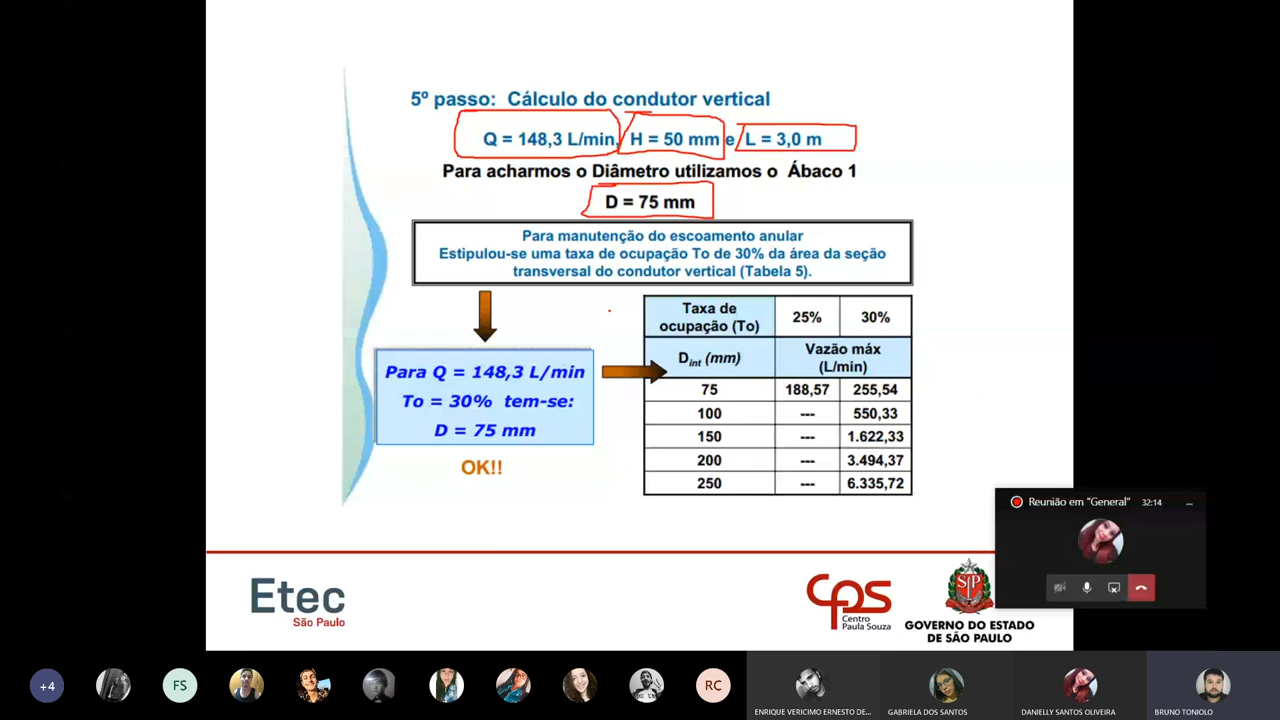 5º passo: Cálculo do condutor vertical
Q = 148,3 L/min, H = 50 mm e L = 3,0 m
Para acharmos o Diâmetro utilizamos o Ábaco 1
D = 75 mm
Para manutenção do escoamento anular
Estipulou-se uma taxa de ocupação To de 30% da área da seção
transversal do condutor vertical (Tabela 5).
Para Q = 148,3 L/min
To = 30% tem-se:
D = 75 mm
OK!!
Taxa de
ocupação (To)
25%
30%
Dint (mm)
Vazão máx
(L/min)
75 188,57 255,54
100 --- 550,33
150 --- 1.622,33
200 --- 3.494,37
250 --- 6.335,72
Reunião em "General" 32:14
Etec
São Paulo
CPS
Centro
Paula Souza
SP
GOVERNO DO ESTADO
DE SÃO PAULO
+4
FS
RC
ENRIQUE VERICIMO ERNESTO DE...
GABRIELA DOS SANTOS
DANIELLY SANTOS OLIVEIRA
BRUNO TONIOLO